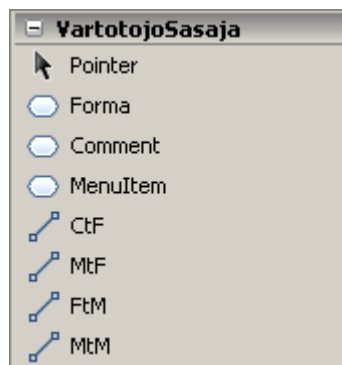 VartotojoSasaja
Pointer
Forma
Comment
MenuItem
CtF
MtF
FtM
MtM